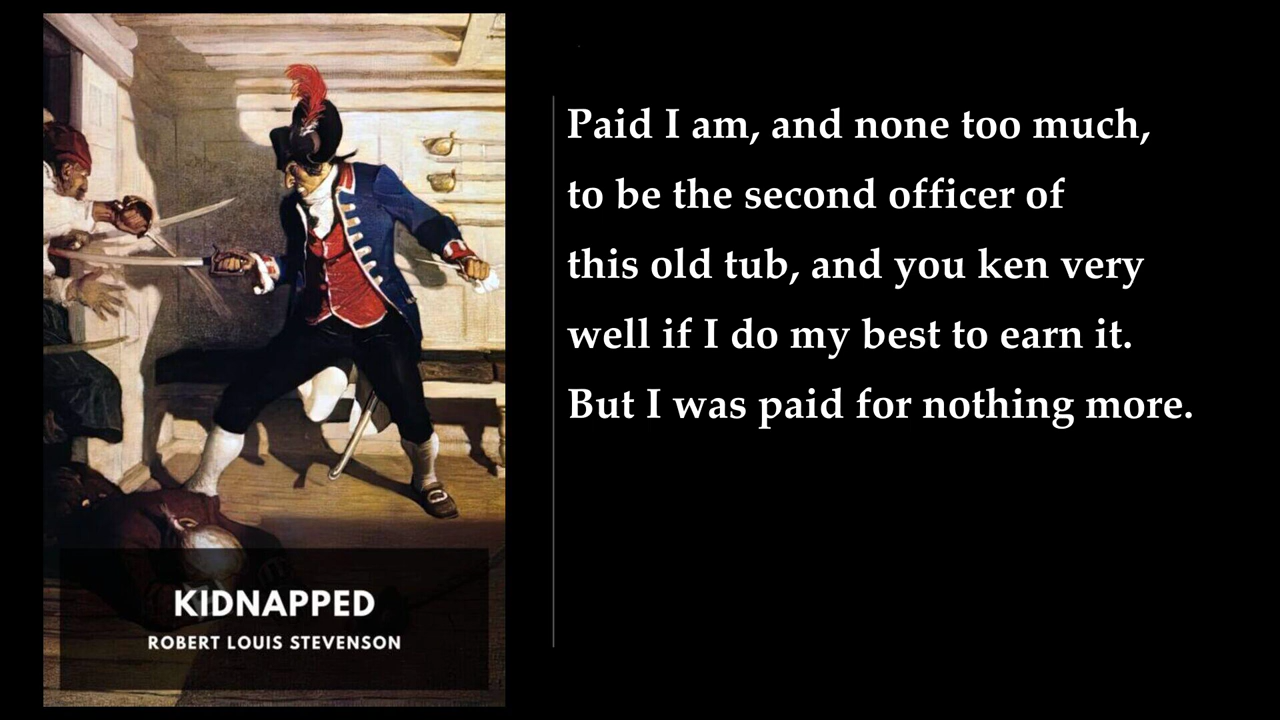 Paid I am, and none too much,
to be the second officer of
this old tub, and you ken very
well if I do my best to earn it.
But I was paid for nothing more.
KIDNAPPED
ROBERT LOUIS STEVENSON